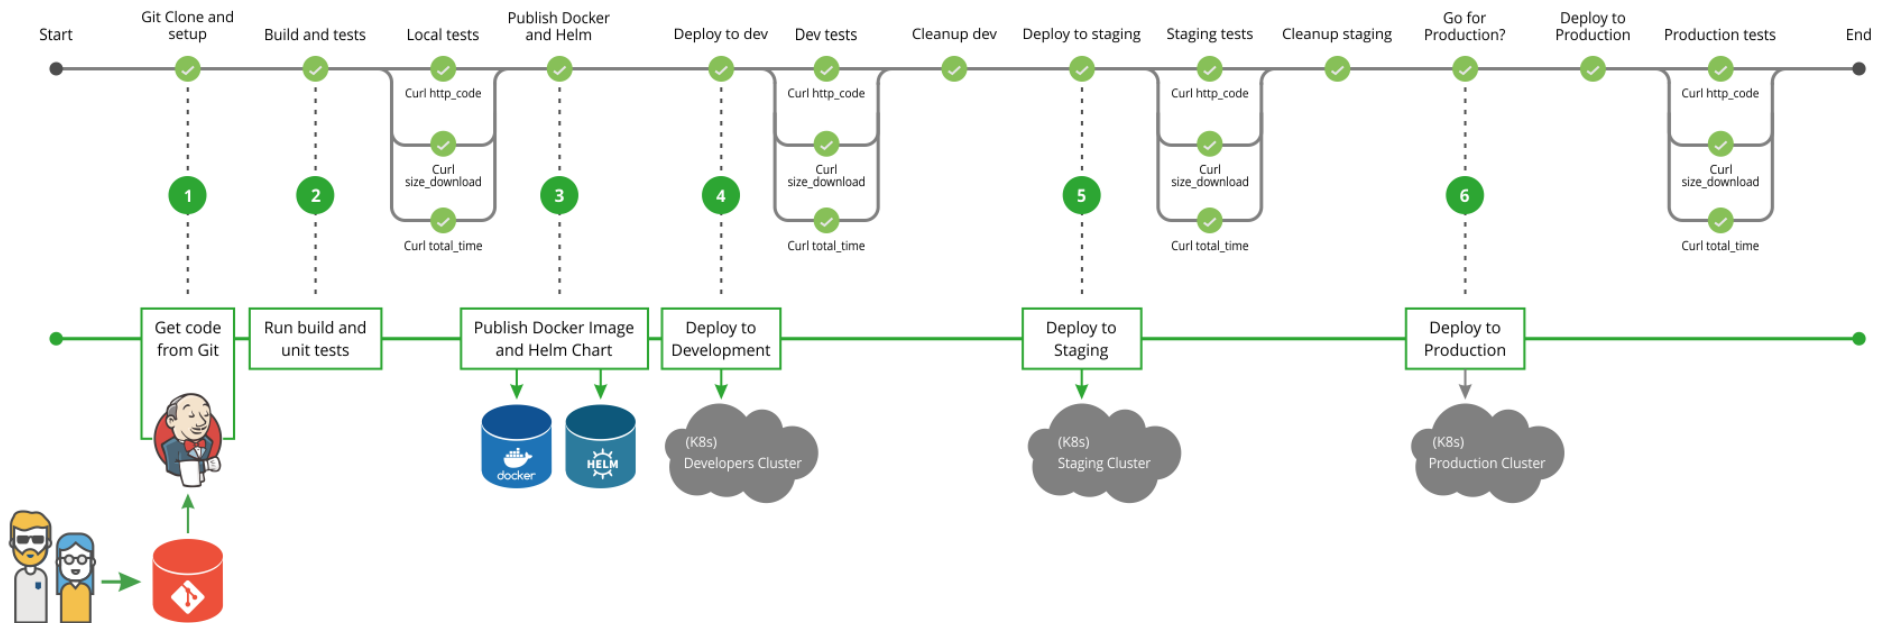 Start
Git Clone and
setup
Build and tests
Local tests
Publish Docker
and Helm
Deploy to dev
Dev tests
Cleanup dev
Deploy to staging
Staging tests
Cleanup staging
Go for
Production?
Deploy to
Production
Production tests
End
Curl http_code
Curl http_code
Curl http_code
Curl http_code
Curl
size_download
Curl
size_download
Curl
size_download
Curl
size_download
1
2
3
4
5
6
Curl total_time
Curl total_time
Curl total_time
Curl total_time
Get code
from Git
Run build and
unit tests
Publish Docker Image
and Helm Chart
Deploy to
Development
Deploy to
Staging
Deploy to
Production
docker
HELM
(K8s)
Developers Cluster
(K8s)
Staging Cluster
(K8s)
Production Cluster